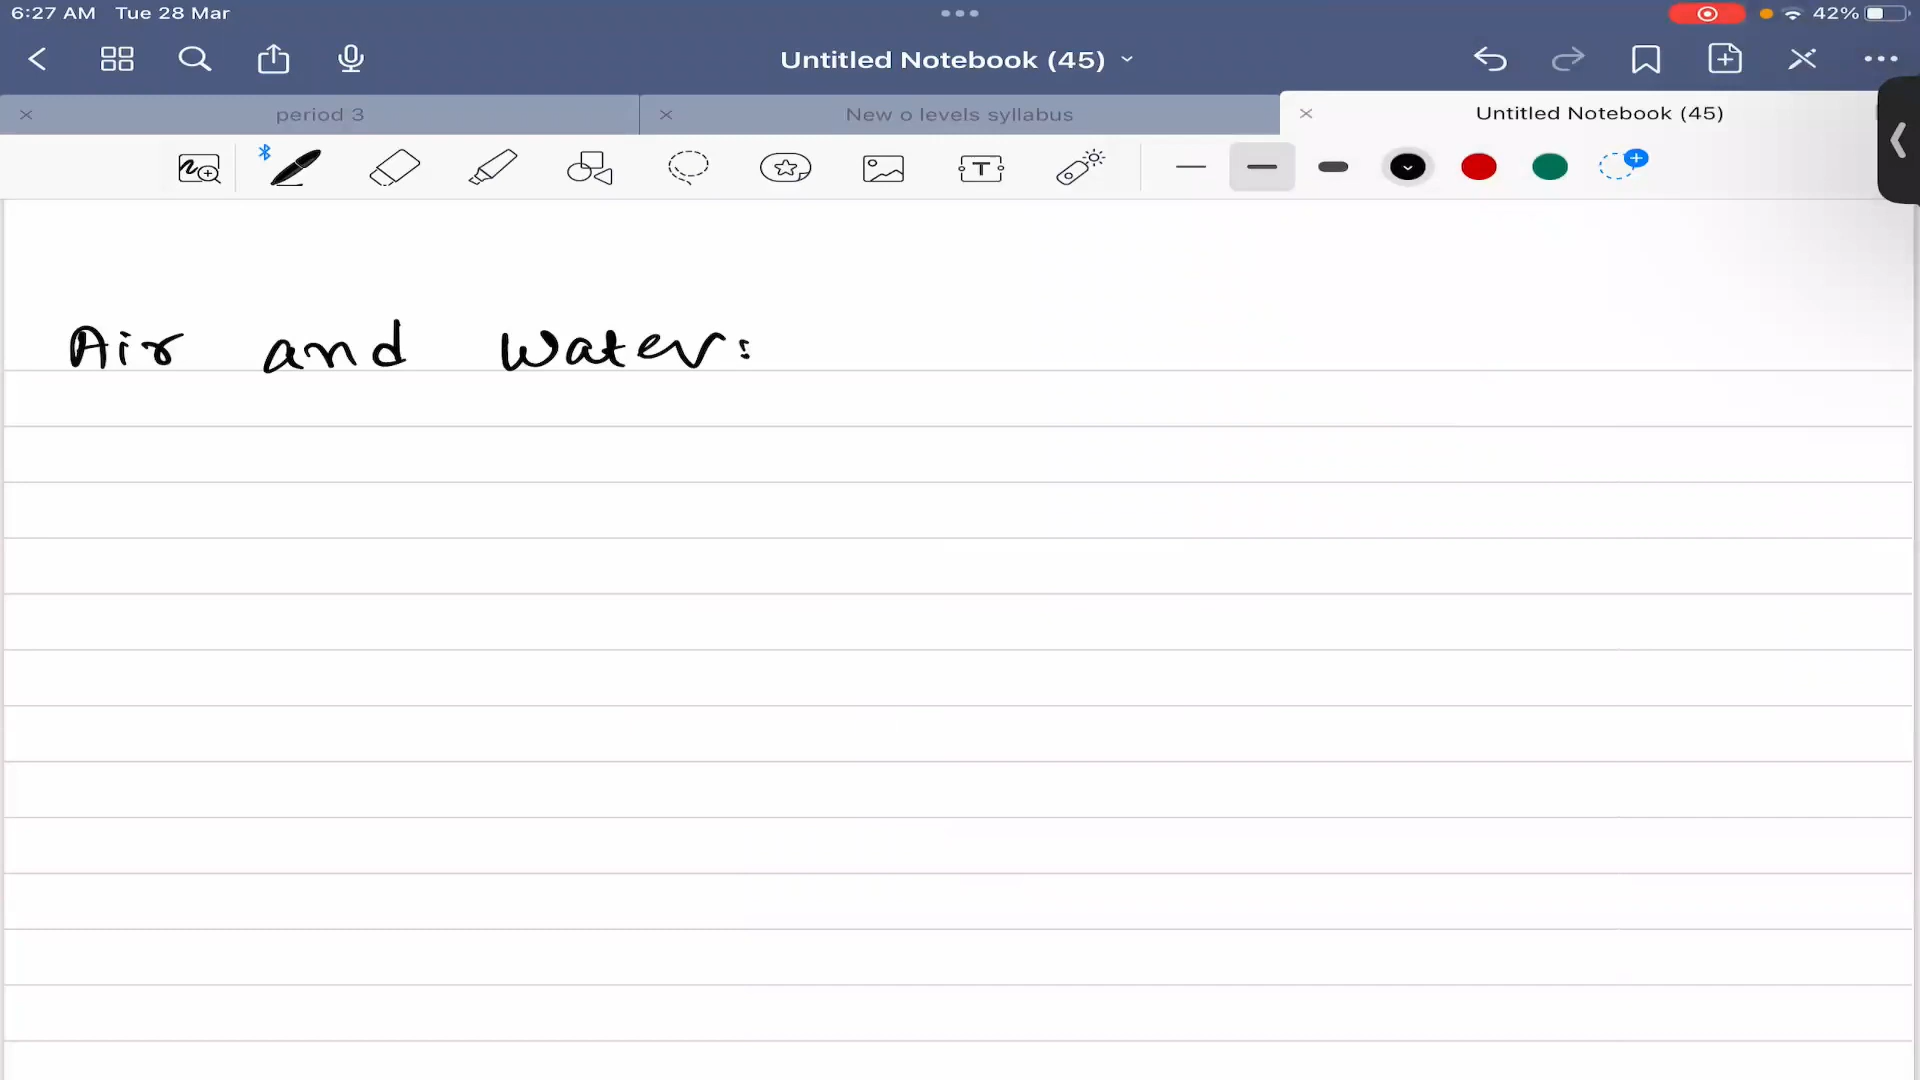 6:27 AM Tue 28 Mar
42%
Untitled Notebook (45)
period 3
New o levels syllabus
Untitled Notebook (45)
T
Air and Water: